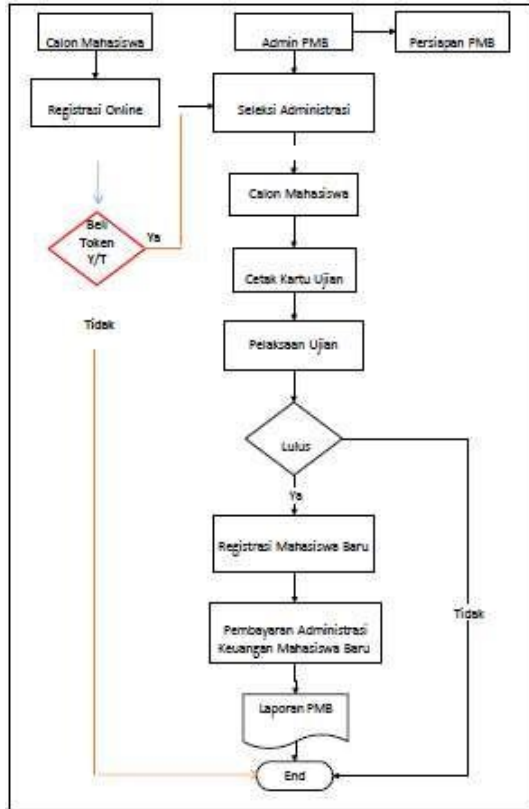 Calon Mahasiswa
Admin PMB
Persiapan PMB
Registrasi Online
Seleksi Administrasi
Calon Mahasiswa
Beli
Token
Y/T
Ya
Cetak Kartu Ujian
Tidak
Pelaksaan Ujian
Lulus
Ya
Registrasi Mahasiswa Baru
Tidak
Pembayaran Administrasi
Keuangan Mahasiswa Baru
Laporan PMB
End